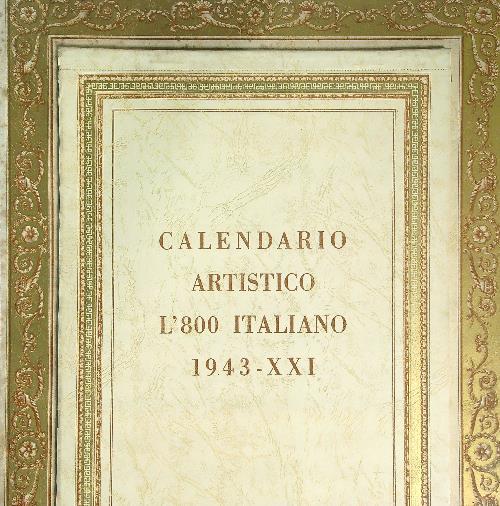 CALENDARIO
ARTISTICO
L'800 ITALIANO
1943-XXI